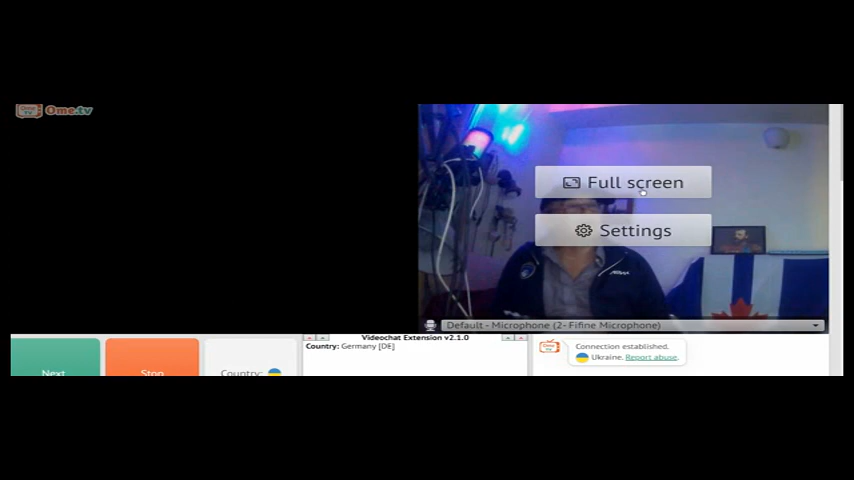 Ome.tv
Full screen
Settings
Default - Microphone (2- Fifine Microphone)
Next
Stop
Country:
Videochat Extension v2.1.0
Country: Germany [DE]
Connection established.
Ukraine. Report abuse.